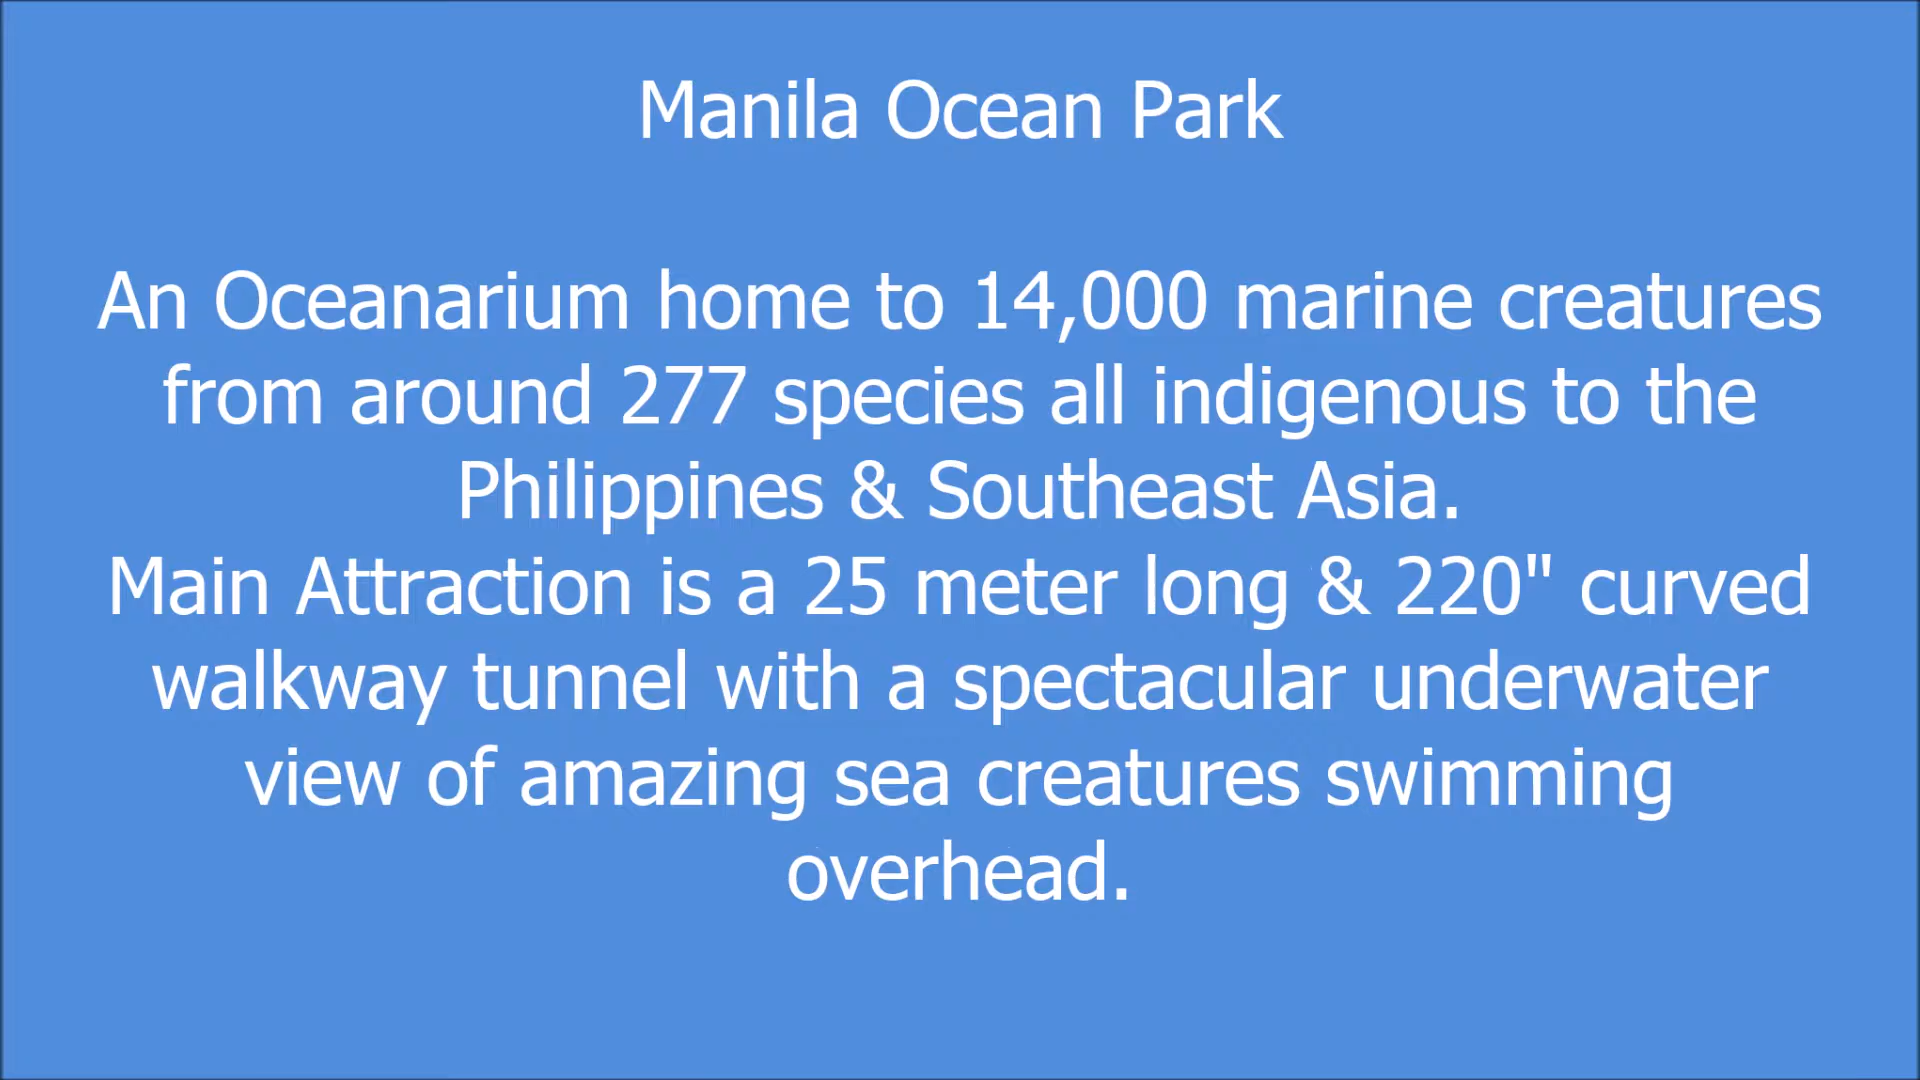 Manila Ocean Park
An Oceanarium home to 14,000 marine creatures
from around 277 species all indigenous to the
Philippines & Southeast Asia.
Main Attraction is a 25 meter long & 220" curved
walkway tunnel with a spectacular underwater
view of amazing sea creatures swimming
overhead.